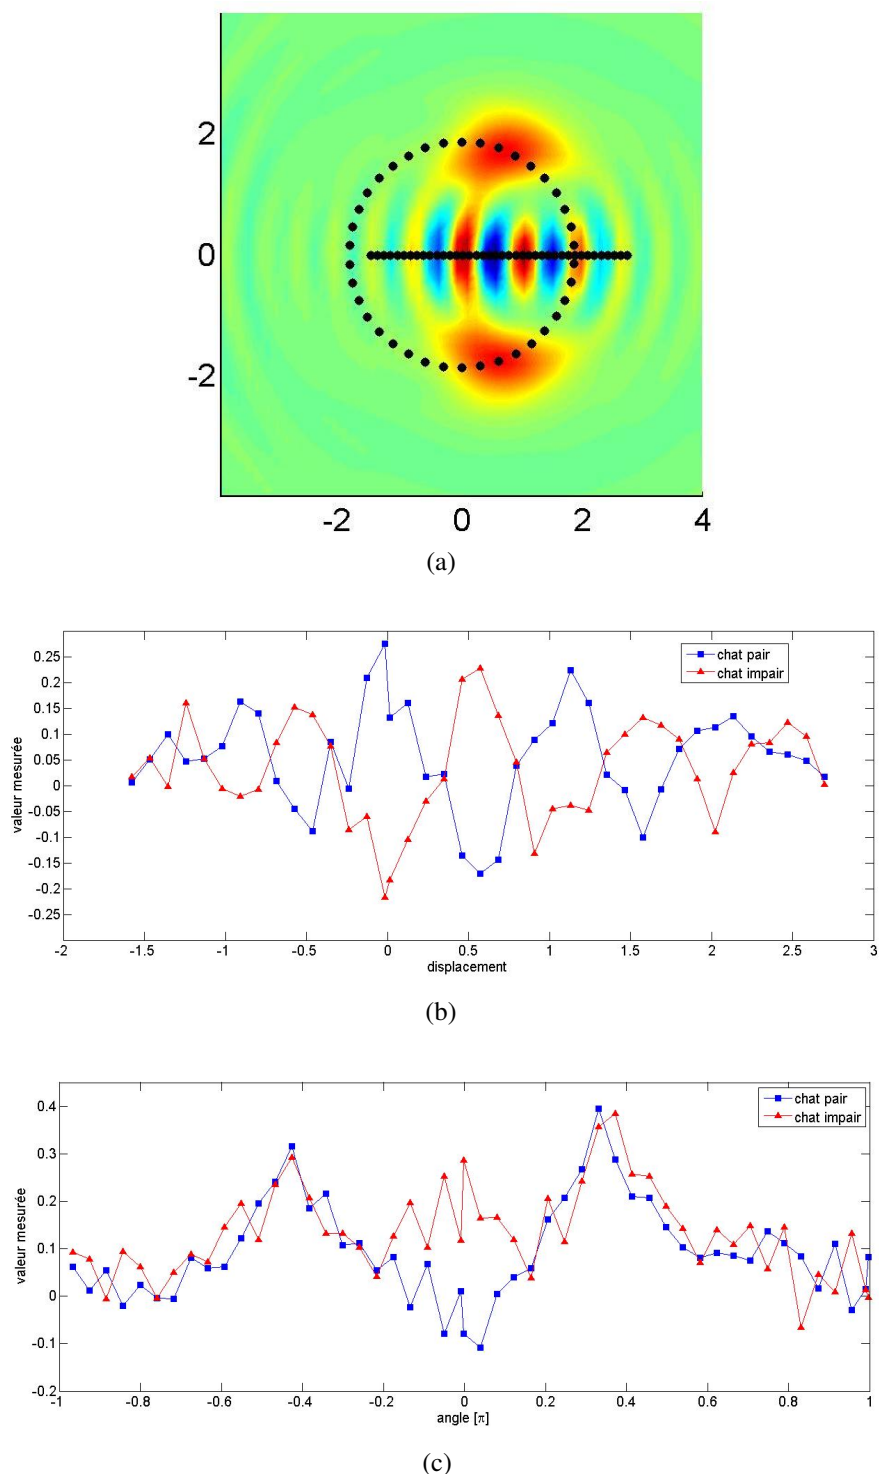 2
0
-2
-2 0 2 4
(a)
0.25
0.2
0.15
0.1
0.05
0
-0.05
-0.1
-0.15
-0.2
-0.25
valeur mesurée
chat pair
chat impair
-2 -1.5 -1 -0.5 0 0.5 1 1.5 2 2.5 3
displacement
(b)
0.4
0.3
0.2
0.1
0
-0.1
-0.2
valeur mesurée
chat pair
chat impair
-1 -0.8 -0.6 -0.4 -0.2 0 0.2 0.4 0.6 0.8 1
angle [π]
(c)